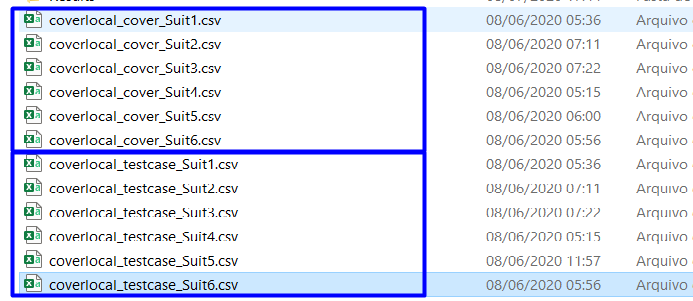 coverlocal_cover_Suit1.csv 08/06/2020 05:36 Arquivo
coverlocal_cover_Suit2.csv 08/06/2020 07:11 Arquivo
coverlocal_cover_Suit3.csv 08/06/2020 07:22 Arquivo
coverlocal_cover_Suit4.csv 08/06/2020 05:15 Arquivo
coverlocal_cover_Suit5.csv 08/06/2020 06:00 Arquivo
coverlocal_cover_Suit6.csv 08/06/2020 05:56 Arquivo
coverlocal_testcase_Suit1.csv 08/06/2020 05:36 Arquivo
coverlocal_testcase_Suit2.csv 08/06/2020 07:11 Arquivo
coverlocal_testcase_Suit3.csv 08/06/2020 07:22 Arquivo
coverlocal_testcase_Suit4.csv 08/06/2020 05:15 Arquivo
coverlocal_testcase_Suit5.csv 08/06/2020 11:57 Arquivo
coverlocal_testcase_Suit6.csv 08/06/2020 05:56 Arquivo